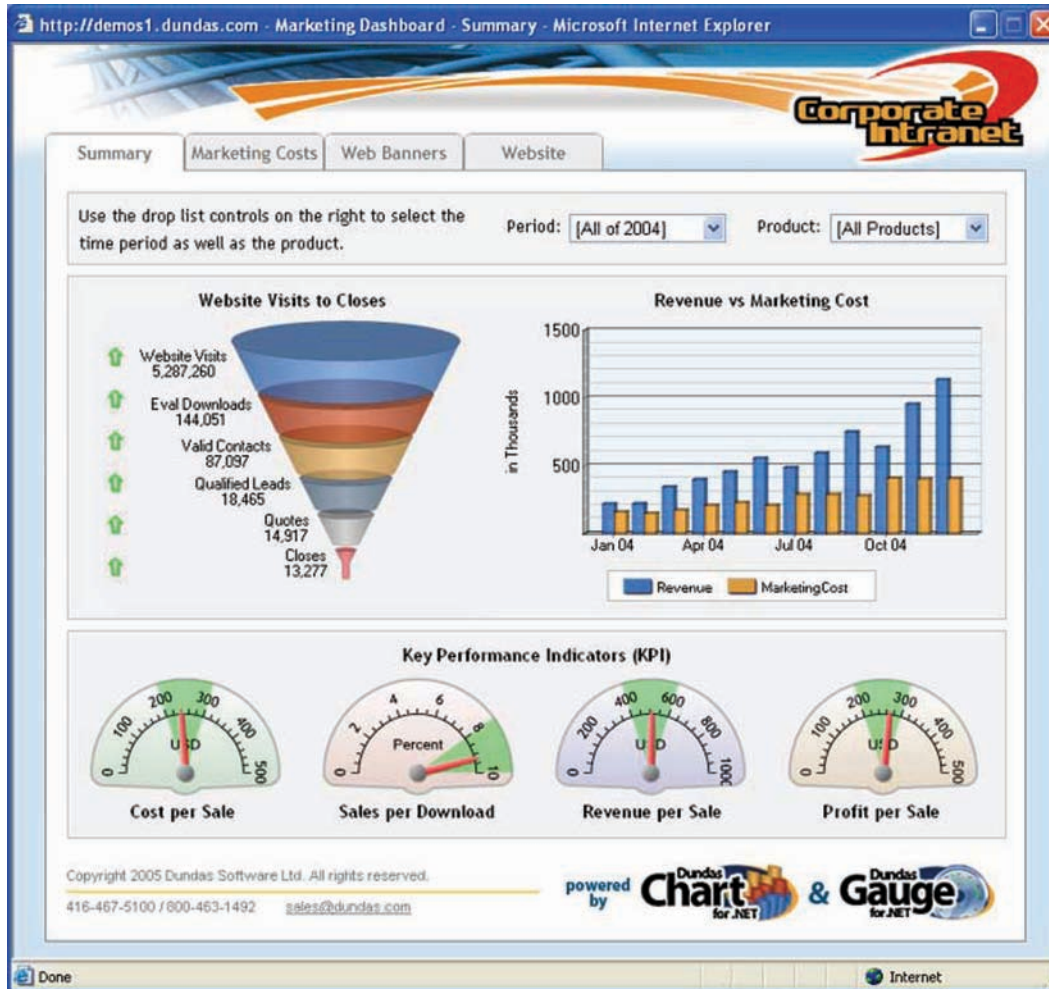 http://demos1.dundas.com - Marketing Dashboard - Summary - Microsoft Internet Explorer
Corporate
Intranet
Summary
Marketing Costs
Web Banners
Website
Use the drop list controls on the right to select the
time period as well as the product.
Period: [All of 2004]
Product: [All Products]
Website Visits to Closes
Website Visits
5,287,260
Eval Downloads
144,051
Valid Contacts
87,097
Qualified Leads
18,465
Quotes
14,917
Closes
13,277
Revenue vs Marketing Cost
in Thousands
1500
1000
500
Jan 04 Apr 04 Jul 04 Oct 04
Revenue MarketingCost
Key Performance Indicators (KPI)
0 100 200 300 400 500
USD
Cost per Sale
0 2 4 6 8 10
Percent
Sales per Download
0 200 400 600 800 1000
USD
Revenue per Sale
0 100 200 300 400 500
USD
Profit per Sale
Copyright 2005 Dundas Software Ltd. All rights reserved.
416-467-5100 / 800-463-1492 sales@dundas.com
powered
by
Dundas
Chart
for .NET
&
Dundas
Gauge
for .NET
Done
Internet